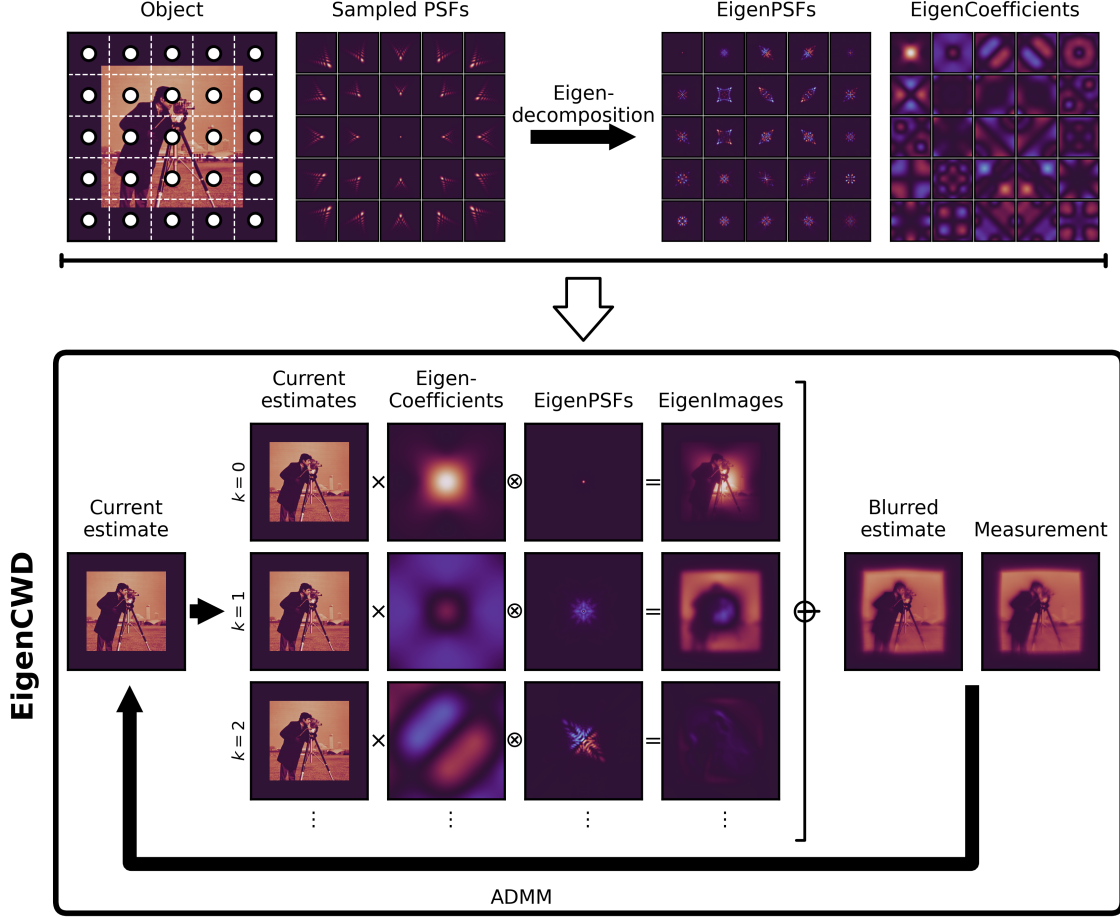 Object
Sampled PSFs
EigenPSFs
EigenCoefficients
Eigen-
decomposition
Current
estimates
Eigen-
Coefficients
EigenPSFs
EigenImages
k = 0
×
⊗
=
Current
estimate
Blurred
estimate
Measurement
EigenCWD
k = 1
×
⊗
=
⊕
k = 2
×
⊗
=
⋮ ⋮ ⋮ ⋮
ADMM